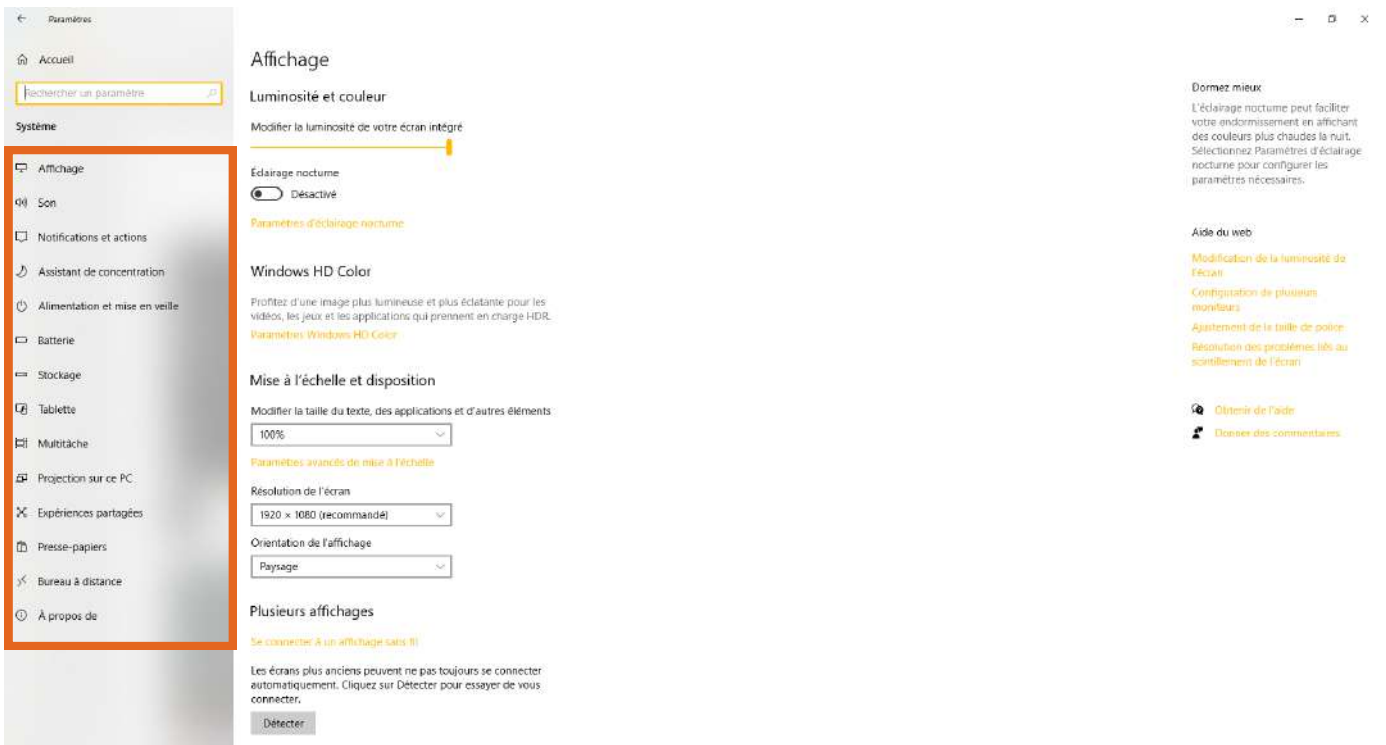 Paramètres
Accueil
Rechercher un paramètre
Système
Affichage
Son
Notifications et actions
Assistant de concentration
Alimentation et mise en veille
Batterie
Stockage
Tablette
Multitâche
Projection sur ce PC
Expériences partagées
Presse-papiers
Bureau à distance
À propos de
Affichage
Luminosité et couleur
Modifier la luminosité de votre écran intégré
Éclairage nocturne
Désactivé
Paramètres d'éclairage nocturne
Windows HD Color
Profitez d'une image plus lumineuse et plus éclatante pour les
vidéos, les jeux et les applications qui prennent en charge HDR.
Paramètres Windows HD Color
Mise à l'échelle et disposition
Modifier la taille du texte, des applications et d'autres éléments
100%
Paramètres avancés de mise à l'échelle
Résolution de l'écran
1920 × 1080 (recommandé)
Orientation de l'affichage
Paysage
Plusieurs affichages
Se connecter à un affichage sans fil
Les écrans plus anciens peuvent ne pas toujours se connecter
automatiquement. Cliquez sur Détecter pour essayer de vous
connecter.
Détecter
Dormez mieux
L'éclairage nocturne peut faciliter
votre endormissement en affichant
des couleurs plus chaudes la nuit.
Sélectionnez Paramètres d'éclairage
nocturne pour configurer les
paramètres nécessaires.
Aide du web
Modification de la luminosité de
l'écran
Configuration de plusieurs
moniteurs
Ajustement de la taille de police
Résolution des problèmes liés au
scintillement de l'écran
Obtenir de l'aide
Donner des commentaires